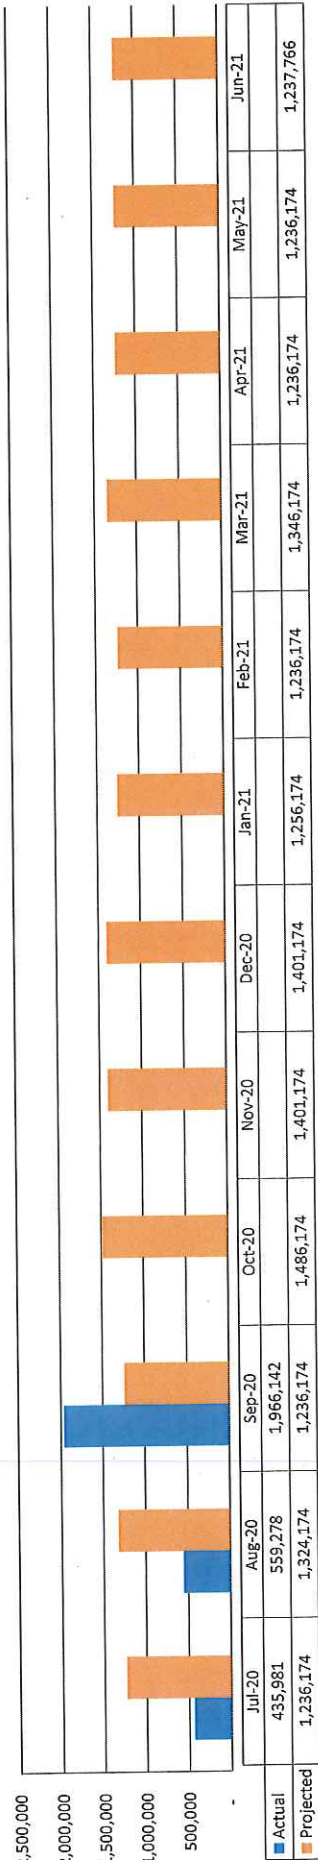 ,500,000
,000,000
,500,000
,000,000
500,000
-
Jul-20 Aug-20 Sep-20 Oct-20 Nov-20 Dec-20 Jan-21 Feb-21 Mar-21 Apr-21 May-21 Jun-21
Actual 435,981 559,278 1,966,142
Projected 1,236,174 1,324,174 1,236,174 1,486,174 1,401,174 1,401,174 1,256,174 1,236,174 1,346,174 1,236,174 1,236,174 1,237,766